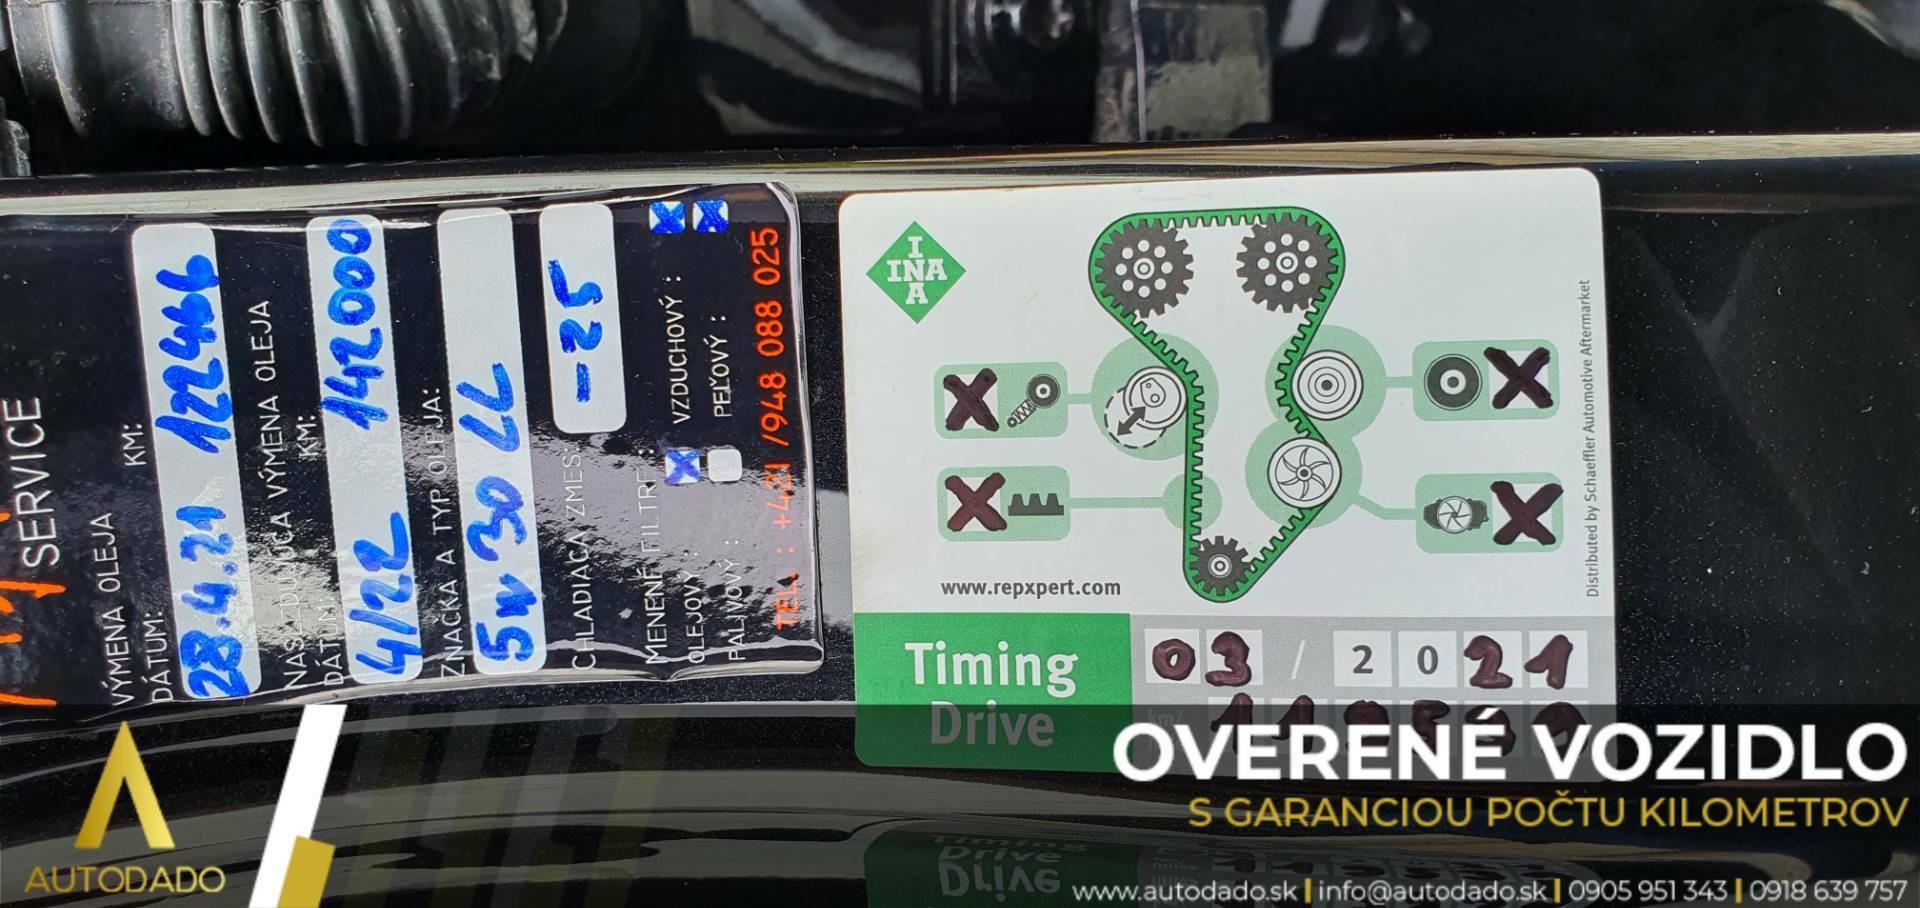 SERVICE
VÝMENA OLEJA
DÁTUM: KM:
28.4.21 122466
NASLEDUJÚCA VÝMENA OLEJA
DÁTUM: KM:
4/22 142000
ZNAČKA A TYP OLEJA:
5w30 LL
CHLADIACA ZMES:
-25
MENENÉ FILTRE:
OLEJOVÝ: VZDUCHOVÝ:
PALIVOVÝ: PEĽOVÝ:
TEL.: +421 /948 088 025
INA
INA
www.repxpert.com
Distributed by Schaeffler Automotive Aftermarket
Timing
Drive
03 / 2021
OVERENÉ VOZIDLO
S GARANCIOU POČTU KILOMETROV
AUTODADO
www.autodado.sk | info@autodado.sk | 0905 951 343 | 0918 639 757